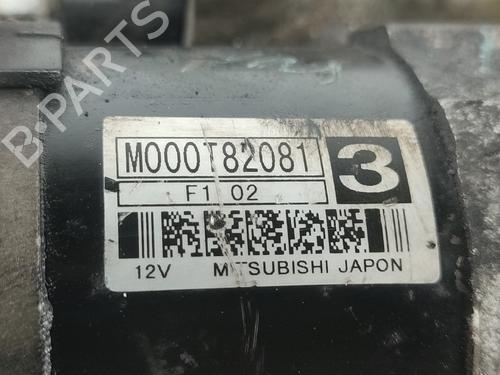 B-PARTS
M000T82081 3
F1 02
12V MITSUBISHI JAPON